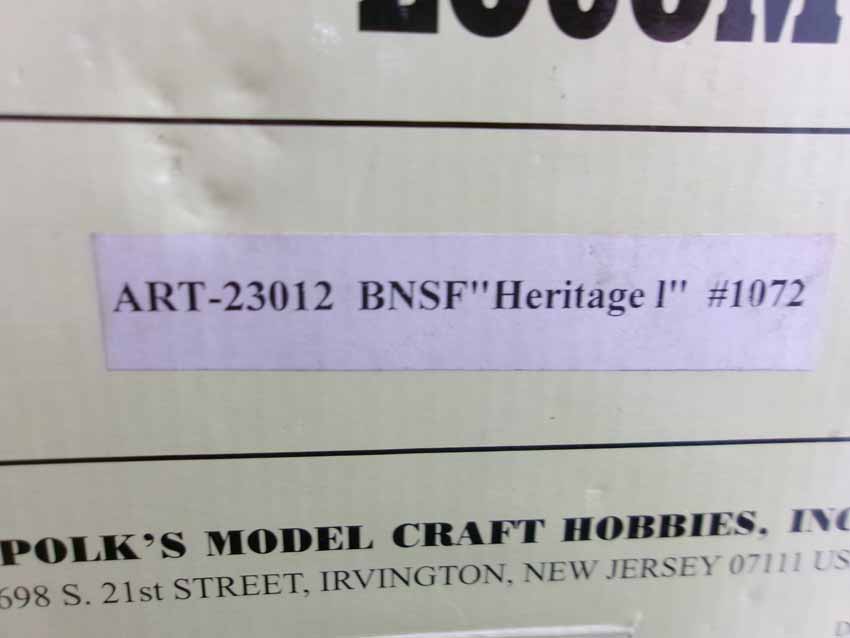 ART-23012 BNSF"Heritage l" #1072
POLK'S MODEL CRAFT HOBBIES, INC
698 S. 21st STREET, IRVINGTON, NEW JERSEY 07111 US